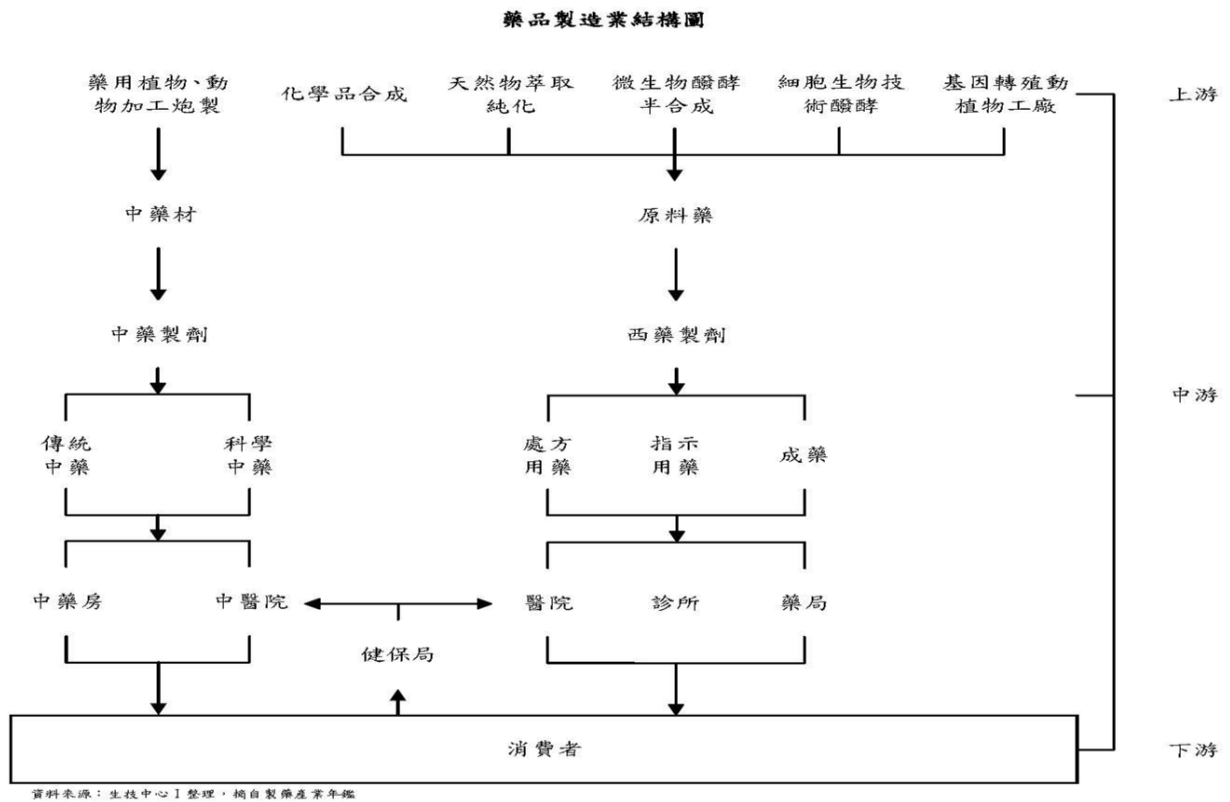 藥品製造業結構圖
藥用植物、動
物加工炮製
化學品合成
天然物萃取
純化
微生物醱酵
半合成
細胞生物技
術醱酵
基因轉殖動
植物工廠
上游
中藥材
原料藥
中藥製劑
西藥製劑
中游
傳統
中藥
科學
中藥
處方
用藥
指示
用藥
成藥
中藥房
中醫院
醫院
診所
藥局
健保局
消費者
下游
資料來源：生技中心 I 整理，摘自製藥產業年鑑